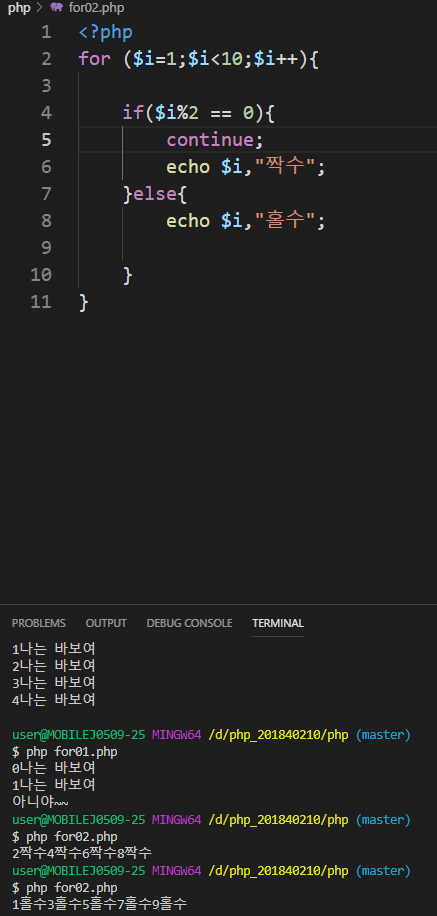 php > for02.php
1 <?php
2 for ($i=1;$i<10;$i++){
3
4 if($i%2 == 0){
5 continue;
6 echo $i,"짝수";
7 }else{
8 echo $i,"홀수";
9
10 }
11 }
PROBLEMS OUTPUT DEBUG CONSOLE TERMINAL
1나는 바보여
2나는 바보여
3나는 바보여
4나는 바보여
user@MOBILEJ0509-25 MINGW64 /d/php_201840210/php (master)
$ php for01.php
0나는 바보여
1나는 바보여
아니야~~
user@MOBILEJ0509-25 MINGW64 /d/php_201840210/php (master)
$ php for02.php
2짝수4짝수6짝수8짝수
user@MOBILEJ0509-25 MINGW64 /d/php_201840210/php (master)
$ php for02.php
1홀수3홀수5홀수7홀수9홀수